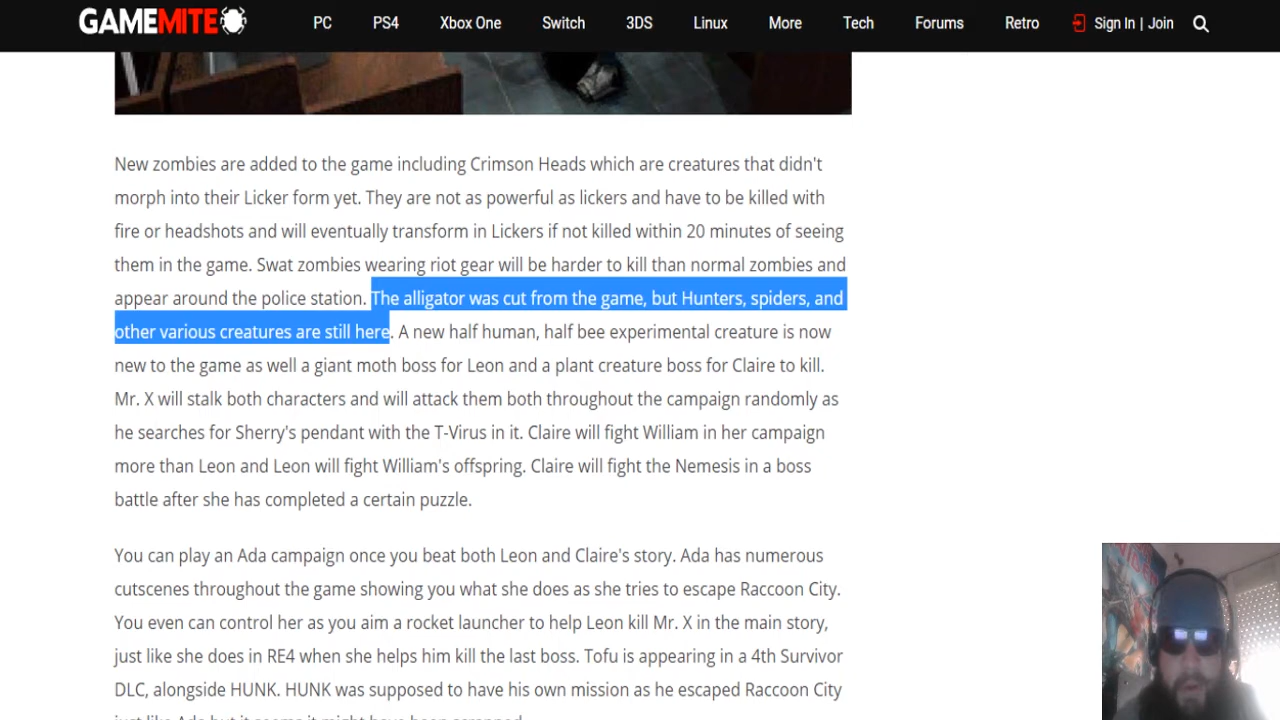 GAMEMITE PC PS4 Xbox One Switch 3DS Linux More Tech Forums Retro Sign In | Join
New zombies are added to the game including Crimson Heads which are creatures that didn't
morph into their Licker form yet. They are not as powerful as lickers and have to be killed with
fire or headshots and will eventually transform in Lickers if not killed within 20 minutes of seeing
them in the game. Swat zombies wearing riot gear will be harder to kill than normal zombies and
appear around the police station. The alligator was cut from the game, but Hunters, spiders, and
other various creatures are still here. A new half human, half bee experimental creature is now
new to the game as well a giant moth boss for Leon and a plant creature boss for Claire to kill.
Mr. X will stalk both characters and will attack them both throughout the campaign randomly as
he searches for Sherry's pendant with the T-Virus in it. Claire will fight William in her campaign
more than Leon and Leon will fight William's offspring. Claire will fight the Nemesis in a boss
battle after she has completed a certain puzzle.
You can play an Ada campaign once you beat both Leon and Claire's story. Ada has numerous
cutscenes throughout the game showing you what she does as she tries to escape Raccoon City.
You even can control her as you aim a rocket launcher to help Leon kill Mr. X in the main story,
just like she does in RE4 when she helps him kill the last boss. Tofu is appearing in a 4th Survivor
DLC, alongside HUNK. HUNK was supposed to have his own mission as he escaped Raccoon City
just like Ada but it seems it might have been scrapped.